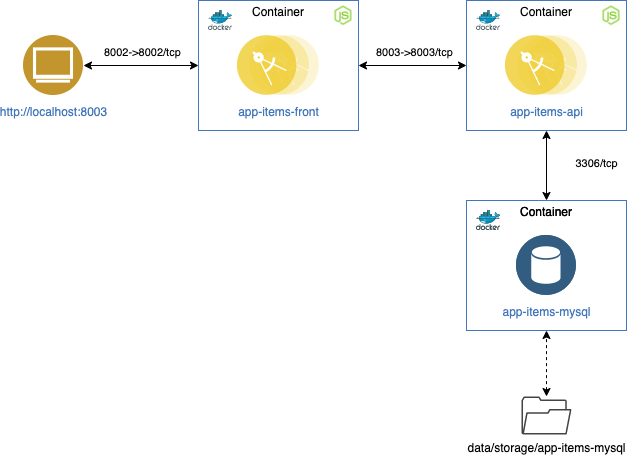 Container
docker
JS
8002->8002/tcp
http://localhost:8003
app-items-front
8003->8003/tcp
Container
docker
JS
app-items-api
3306/tcp
Container
docker
app-items-mysql
data/storage/app-items-mysql